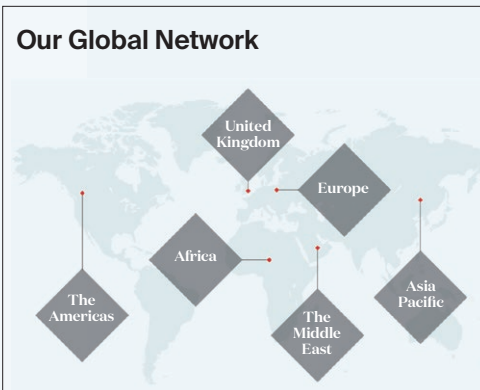 Our Global Network
United
Kingdom
Europe
Africa
The
Americas
The
Middle
East
Asia
Pacific